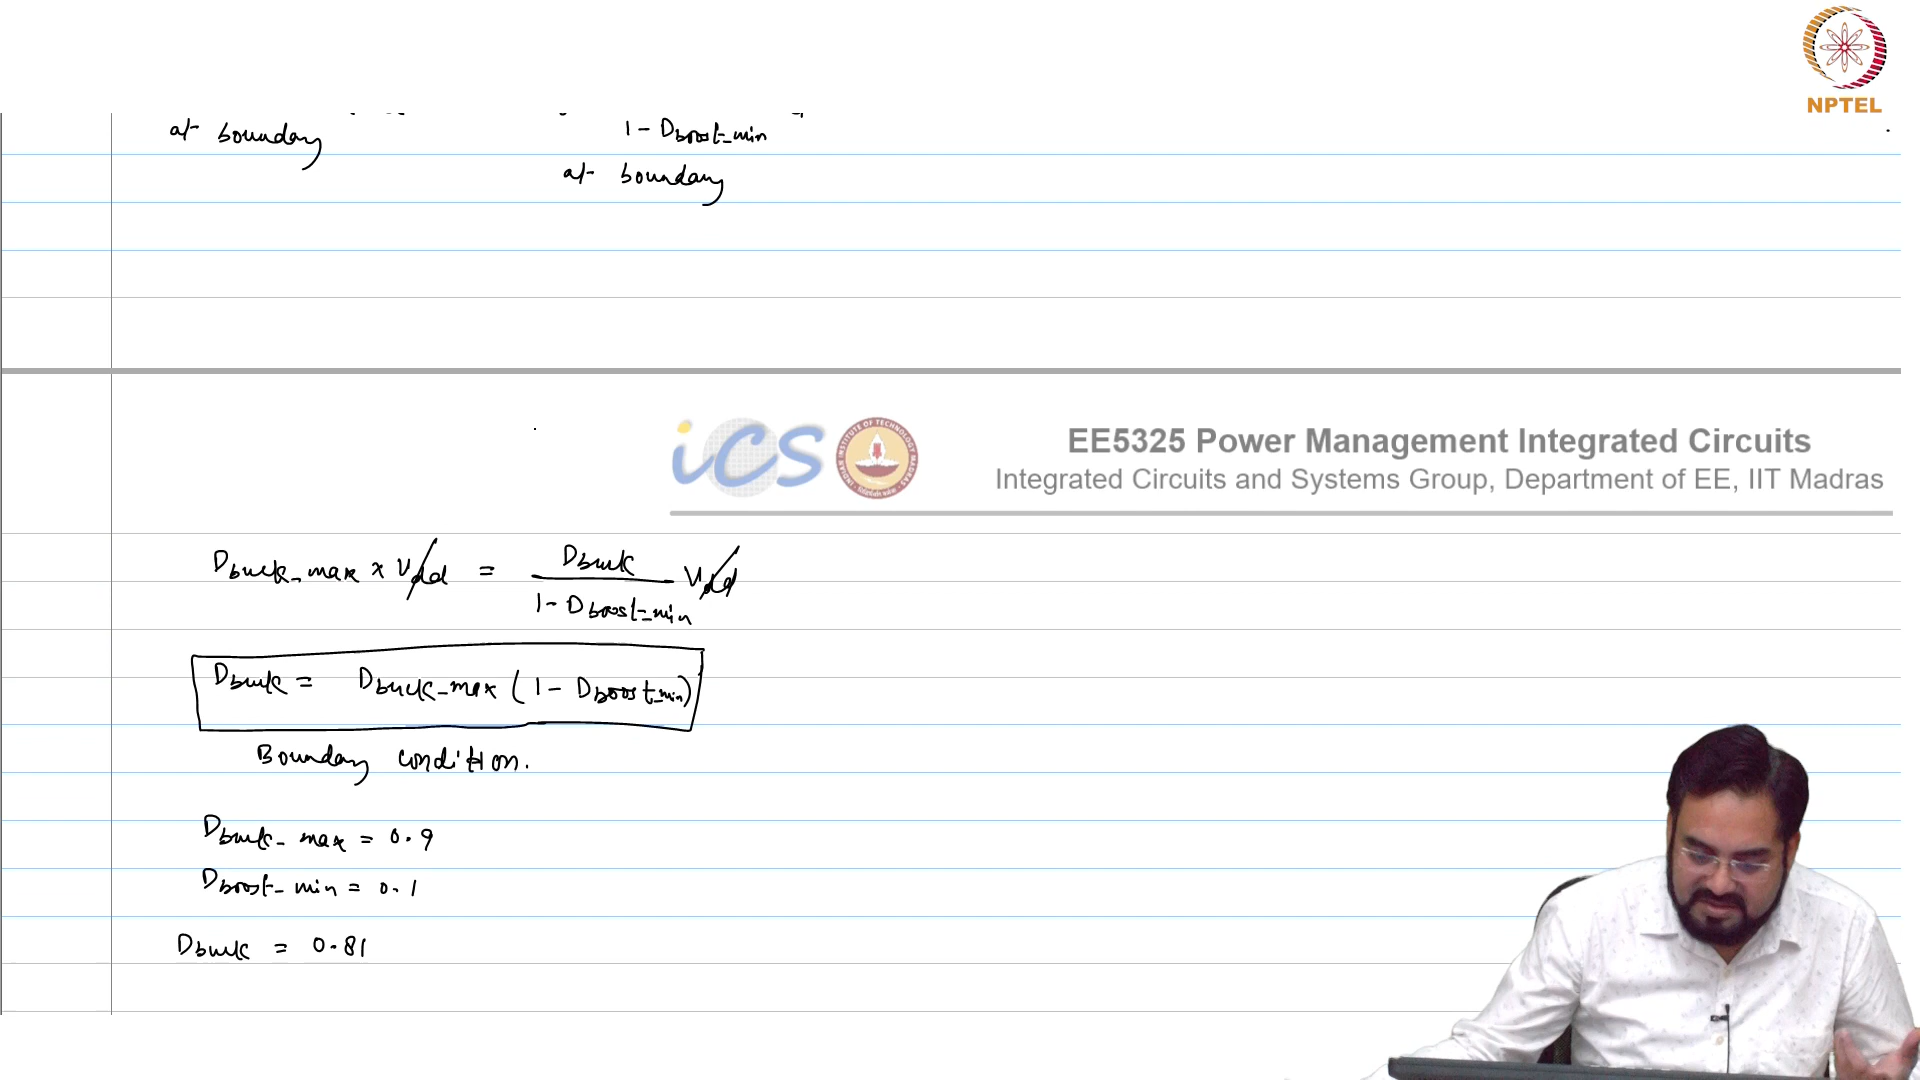 NPTEL
at boundary
1 - Dboost_min
at boundary
iCS
EE5325 Power Management Integrated Circuits
Integrated Circuits and Systems Group, Department of EE, IIT Madras
Dbuck_max x Vdd = Dbuck / 1 - Dboost_min Vdd
Dbuck = Dbuck_max (1 - Dboost_min)
Boundary condition.
Dbuck_max = 0.9
Dboost_min = 0.1
Dbuck = 0.81